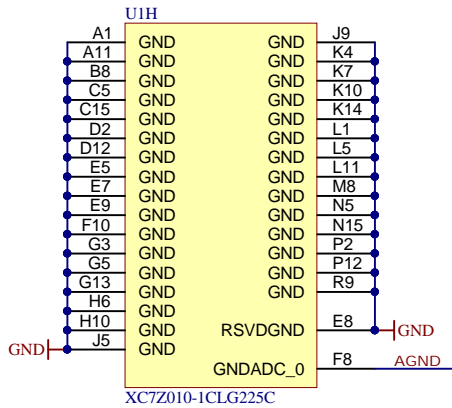 U1H
A1 GND GND J9
A11 GND GND K4
B8 GND GND K7
C5 GND GND K10
C15 GND GND K14
D2 GND GND L1
D12 GND GND L5
E5 GND GND L11
E7 GND GND M8
E9 GND GND N5
F10 GND GND N15
G3 GND GND P2
G5 GND GND P12
G13 GND GND R9
H6 GND
H10 GND RSVDGND E8 GND
GND J5 GND
GNDADC_0 F8 AGND
XC7Z010-1CLG225C